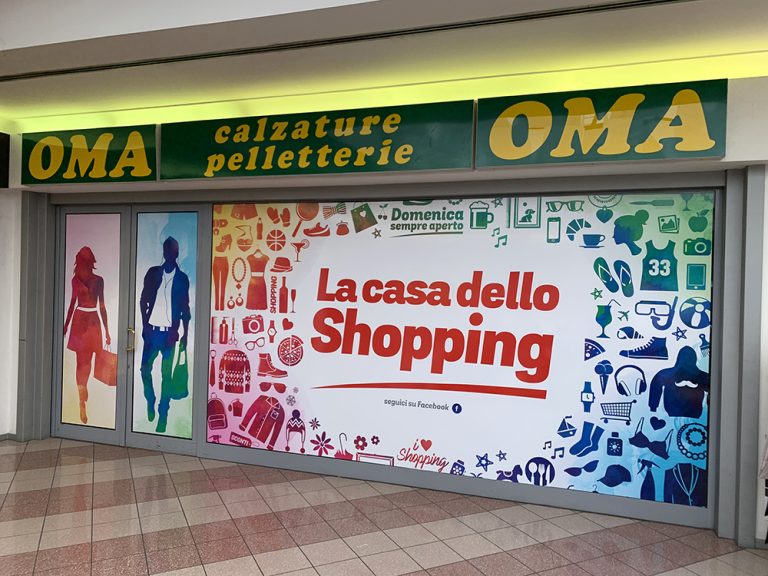 OMA
calzature
pelletterie
OMA
Domenica
sempre aperto
La casa dello
Shopping
seguici su Facebook f
i ♥
Shopping
SHOPPING
SCONTI
33